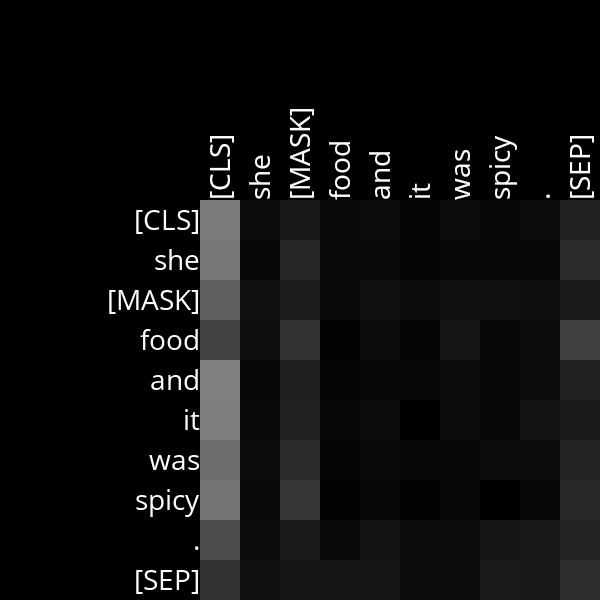 [CLS] she [MASK] food and it was spicy . [SEP]
[CLS]
she
[MASK]
food
and
it
was
spicy
.
[SEP]